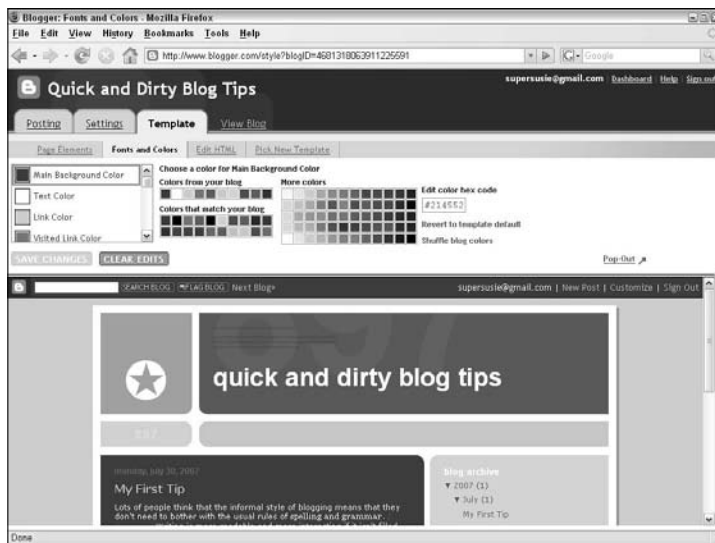 Blogger: Fonts and Colors - Mozilla Firefox
File Edit View History Bookmarks Tools Help
http://www.blogger.com/style?blogID=4681318063911225591
Google
Quick and Dirty Blog Tips
supersusie@gmail.com | Dashboard | Help | Sign out
Posting Settings Template View Blog
Page Elements Fonts and Colors Edit HTML Pick New Template
Main Background Color
Text Color
Link Color
Visited Link Color
Choose a color for Main Background Color
Colors from your blog
More colors
Colors that match your blog
Edit color hex code
#214552
Revert to template default
Shuffle blog colors
SAVE CHANGES CLEAR EDITS
Pop-Out
SEARCH BLOG FLAG BLOG Next Blog»
supersusie@gmail.com | New Post | Customize | Sign Out
897
quick and dirty blog tips
897
monday, july 30, 2007
My First Tip
Lots of people think that the informal style of blogging means that they
don't need to bother with the usual rules of spelling and grammar.
blog archive
▼ 2007 (1)
▼ July (1)
My First Tip
Done